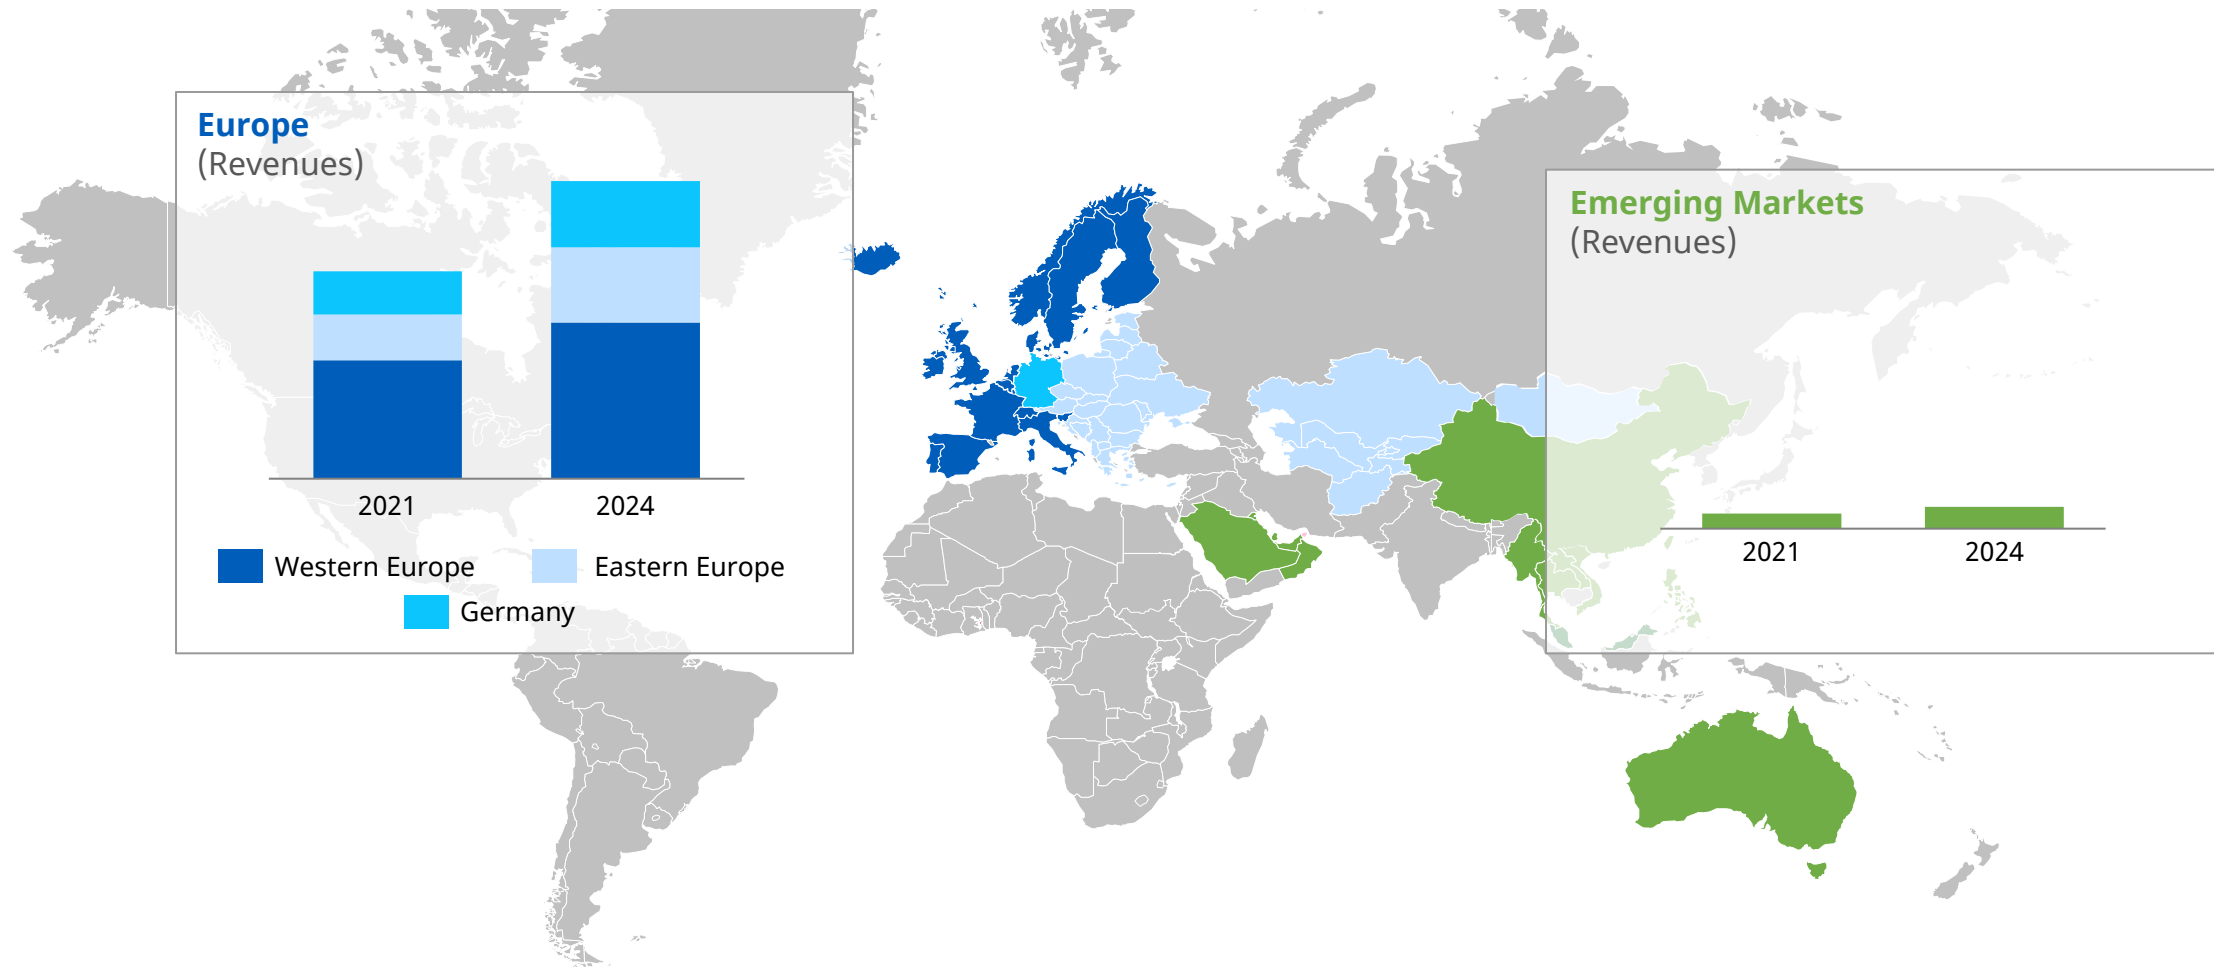 Europe
(Revenues)
2021 2024
Western Europe Eastern Europe
Germany
Emerging Markets
(Revenues)
2021 2024